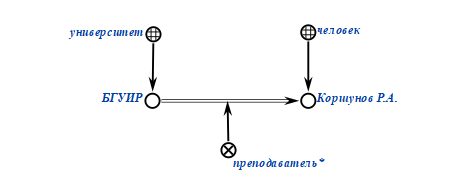 университет
человек
БГУИР
Коршунов Р.А.
преподаватель*